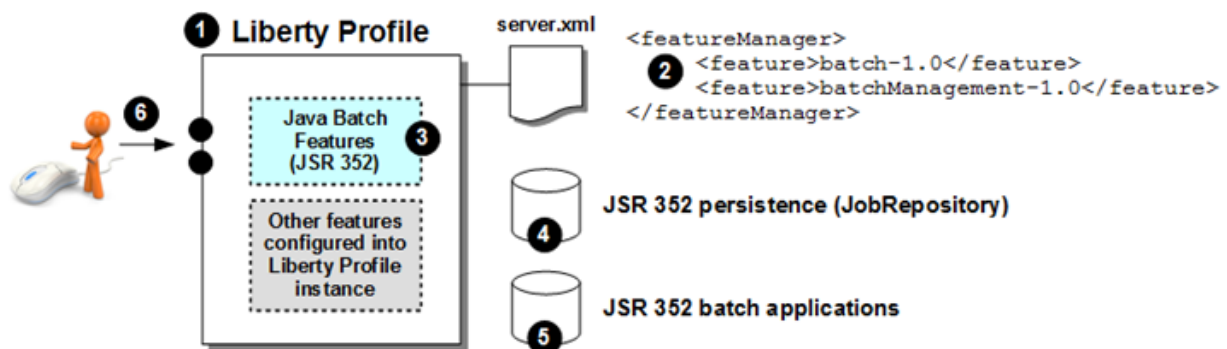 1 Liberty Profile
server.xml
<featureManager>
2 <feature>batch-1.0</feature>
<feature>batchManagement-1.0</feature>
</featureManager>
6
Java Batch
Features
(JSR 352)
3
Other features
configured into
Liberty Profile
instance
4
JSR 352 persistence (JobRepository)
5
JSR 352 batch applications